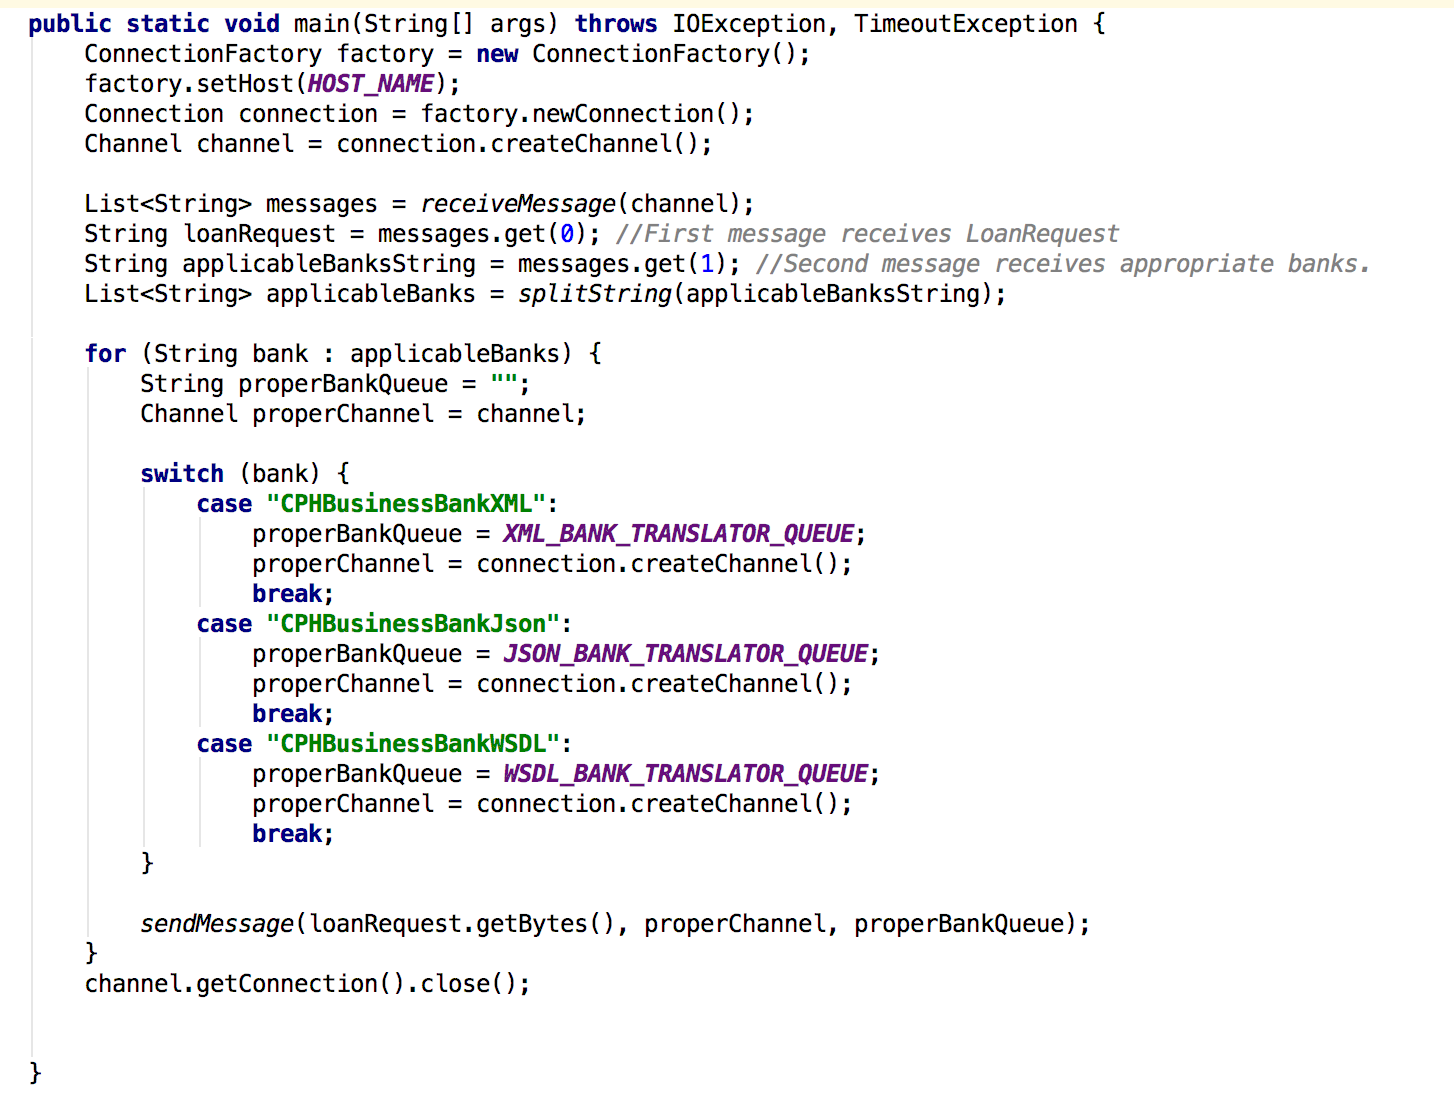 public static void main(String[] args) throws IOException, TimeoutException {
    ConnectionFactory factory = new ConnectionFactory();
    factory.setHost(HOST_NAME);
    Connection connection = factory.newConnection();
    Channel channel = connection.createChannel();

    List<String> messages = receiveMessage(channel);
    String loanRequest = messages.get(0); //First message receives LoanRequest
    String applicableBanksString = messages.get(1); //Second message receives appropriate banks.
    List<String> applicableBanks = splitString(applicableBanksString);

    for (String bank : applicableBanks) {
        String properBankQueue = "";
        Channel properChannel = channel;

        switch (bank) {
            case "CPHBusinessBankXML":
                properBankQueue = XML_BANK_TRANSLATOR_QUEUE;
                properChannel = connection.createChannel();
                break;
            case "CPHBusinessBankJson":
                properBankQueue = JSON_BANK_TRANSLATOR_QUEUE;
                properChannel = connection.createChannel();
                break;
            case "CPHBusinessBankWSDL":
                properBankQueue = WSDL_BANK_TRANSLATOR_QUEUE;
                properChannel = connection.createChannel();
                break;
        }

        sendMessage(loanRequest.getBytes(), properChannel, properBankQueue);
    }
    channel.getConnection().close();

}